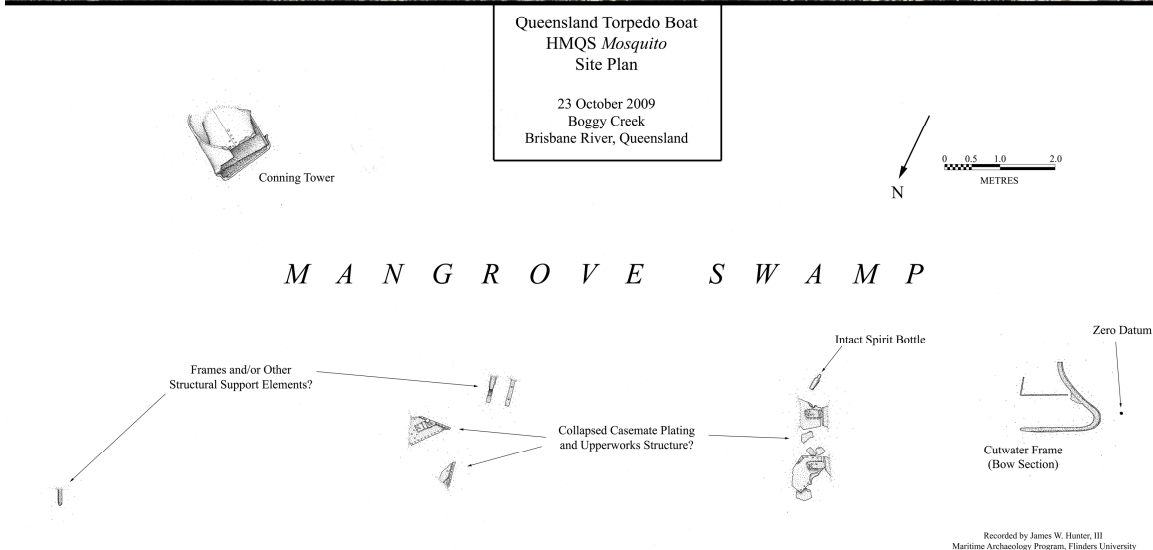 Queensland Torpedo Boat
HMQS Mosquito
Site Plan
23 October 2009
Boggy Creek
Brisbane River, Queensland
Conning Tower
N
0 0.5 1.0 2.0
METRES
MANGROVE SWAMP
Zero Datum
Intact Spirit Bottle
Frames and/or Other
Structural Support Elements?
Collapsed Casemate Plating
and Upperworks Structure?
Cutwater Frame
(Bow Section)
Recorded by James W. Hunter, III
Maritime Archaeology Program, Flinders University